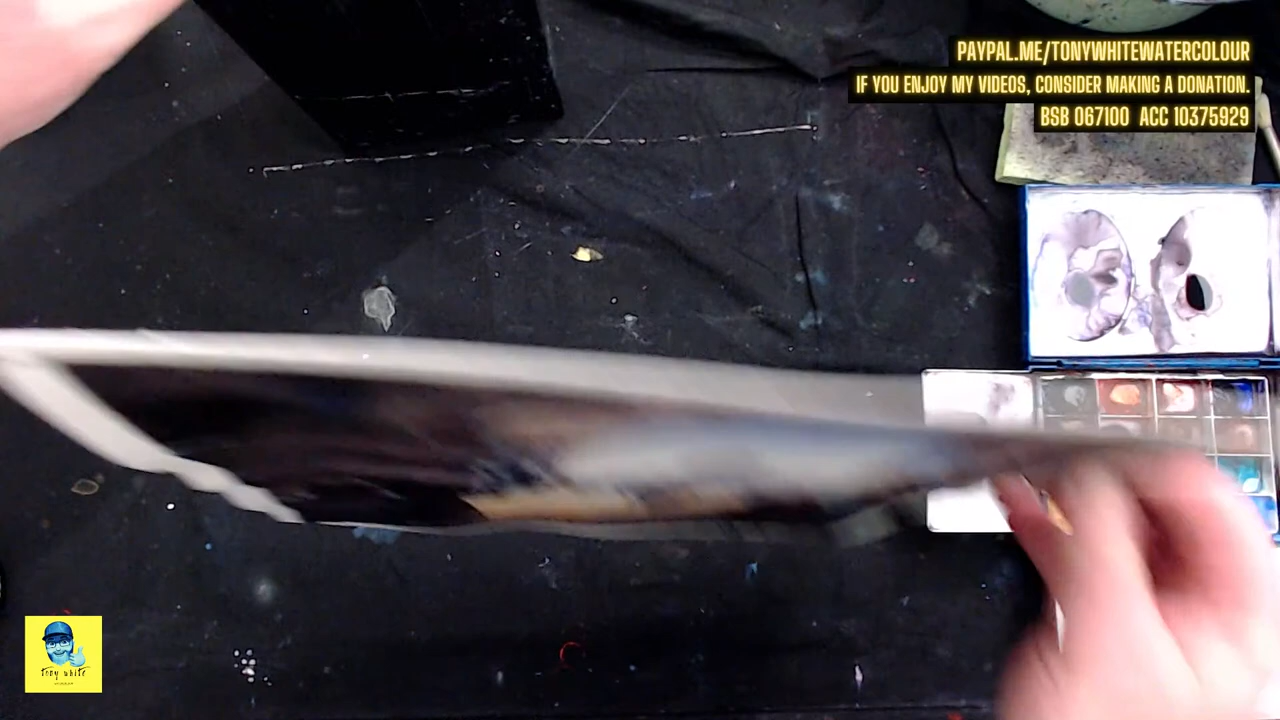 PAYPAL.ME/TONYWHITEWATERCOLOUR
IF YOU ENJOY MY VIDEOS, CONSIDER MAKING A DONATION.
BSB 067100 ACC 10375929
tony white